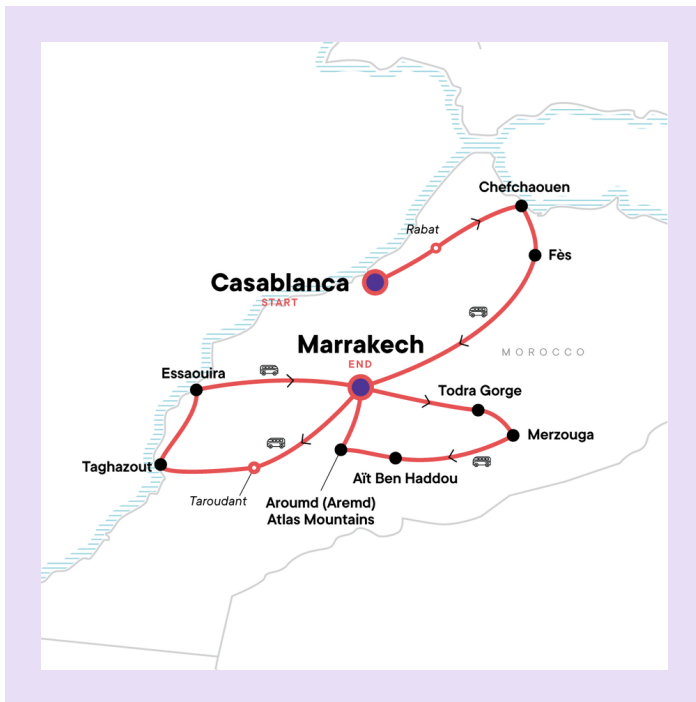 Chefchaouen
Rabat
Fès
Casablanca
START
MOROCCO
Marrakech
END
Essaouira
Todra Gorge
Merzouga
Taghazout
Aït Ben Haddou
Taroudant
Aroumd (Aremd)
Atlas Mountains